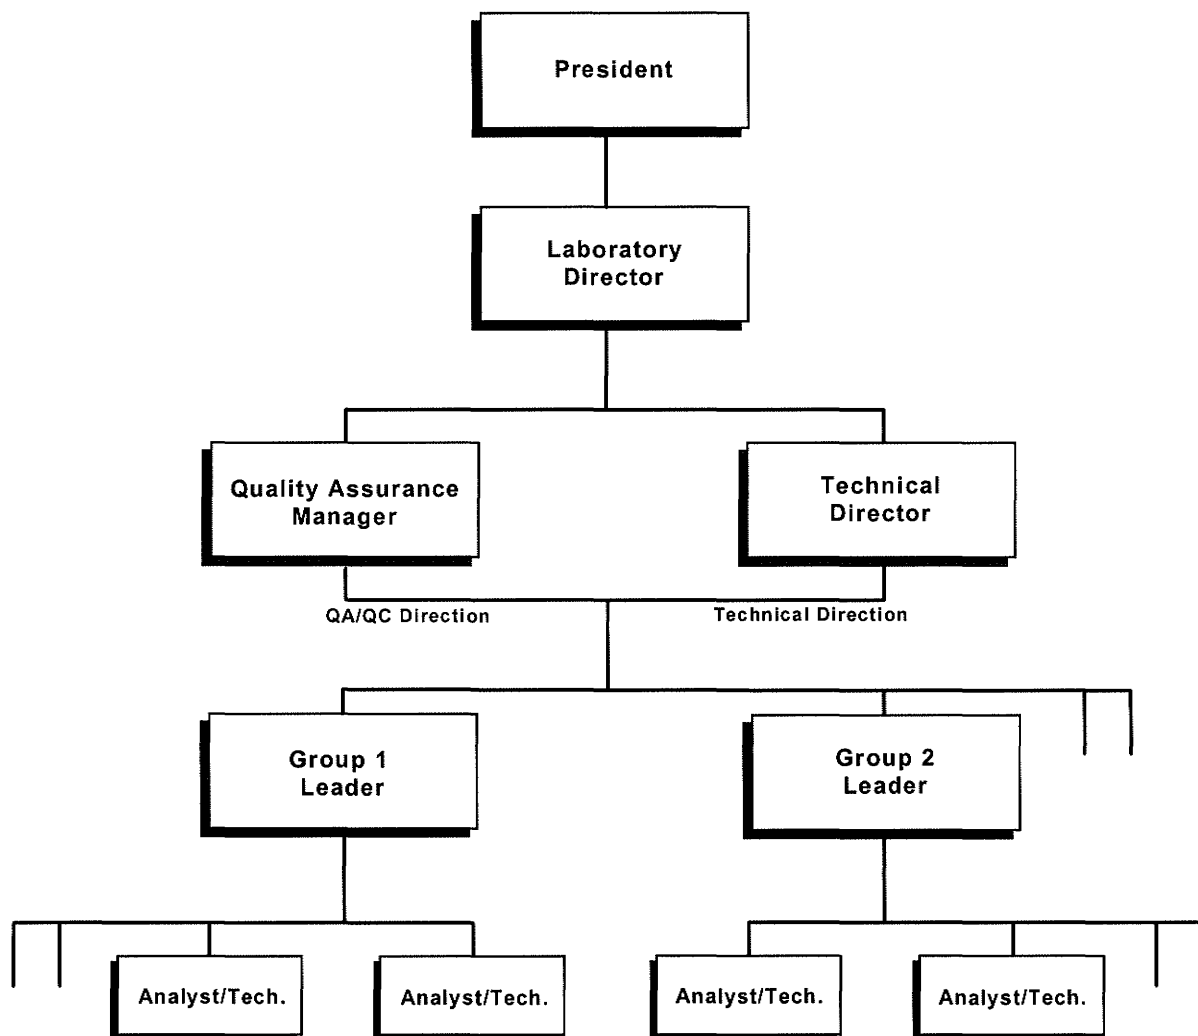 President
Laboratory
Director
Quality Assurance
Manager
Technical
Director
QA/QC Direction
Technical Direction
Group 1
Leader
Group 2
Leader
Analyst/Tech.
Analyst/Tech.
Analyst/Tech.
Analyst/Tech.